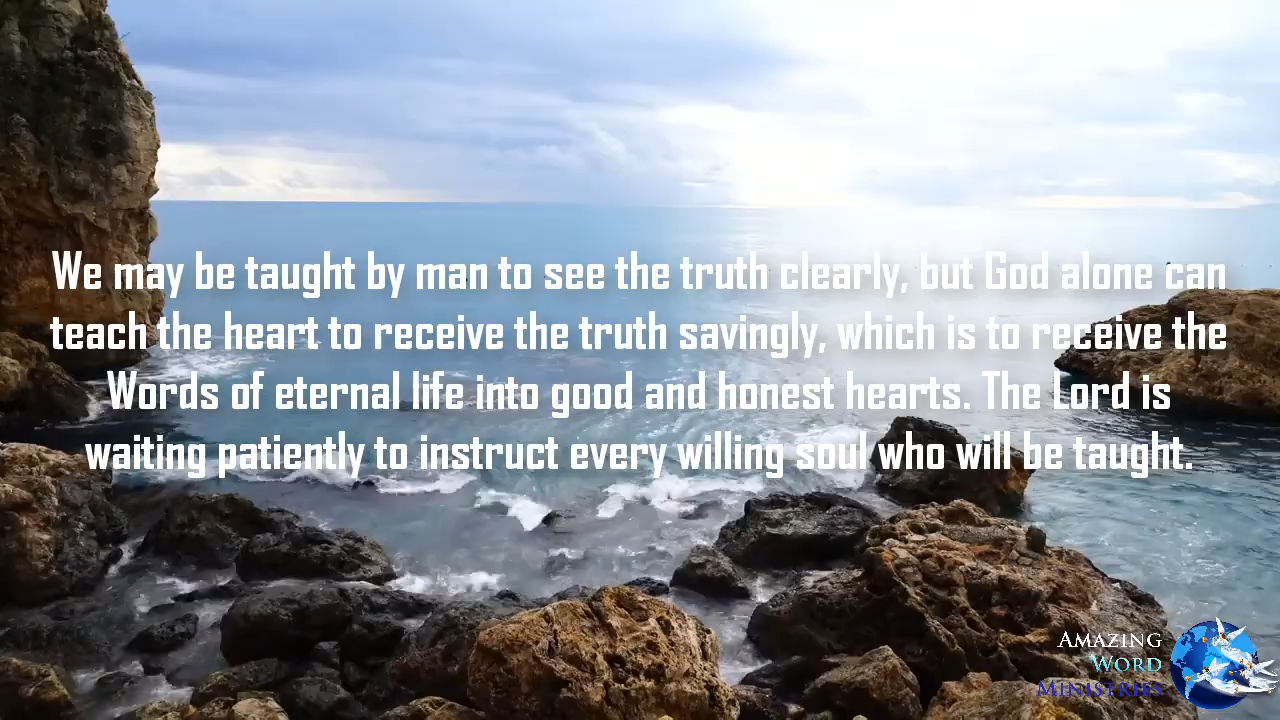 We may be taught by man to see the truth clearly, but God alone can
teach the heart to receive the truth savingly, which is to receive the
Words of eternal life into good and honest hearts. The Lord is
waiting patiently to instruct every willing soul who will be taught.
Amazing
Word
Ministries